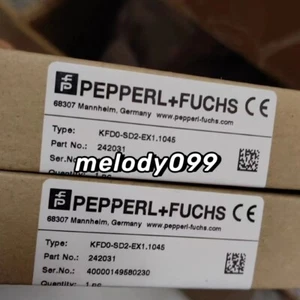 PEPPERL+FUCHS CE
68307 Mannheim, Germany www.pepperl-fuchs.com
Type: KFD0-SD2-EX1.1045
Part No.: 242031
Ser.No
melody099
PEPPERL+FUCHS CE
68307 Mannheim, Germany www.pepperl-fuchs.com
Type: KFD0-SD2-EX1.1045
Part No.: 242031
Ser.No.: 40000149580230
Quantity: 1 pc